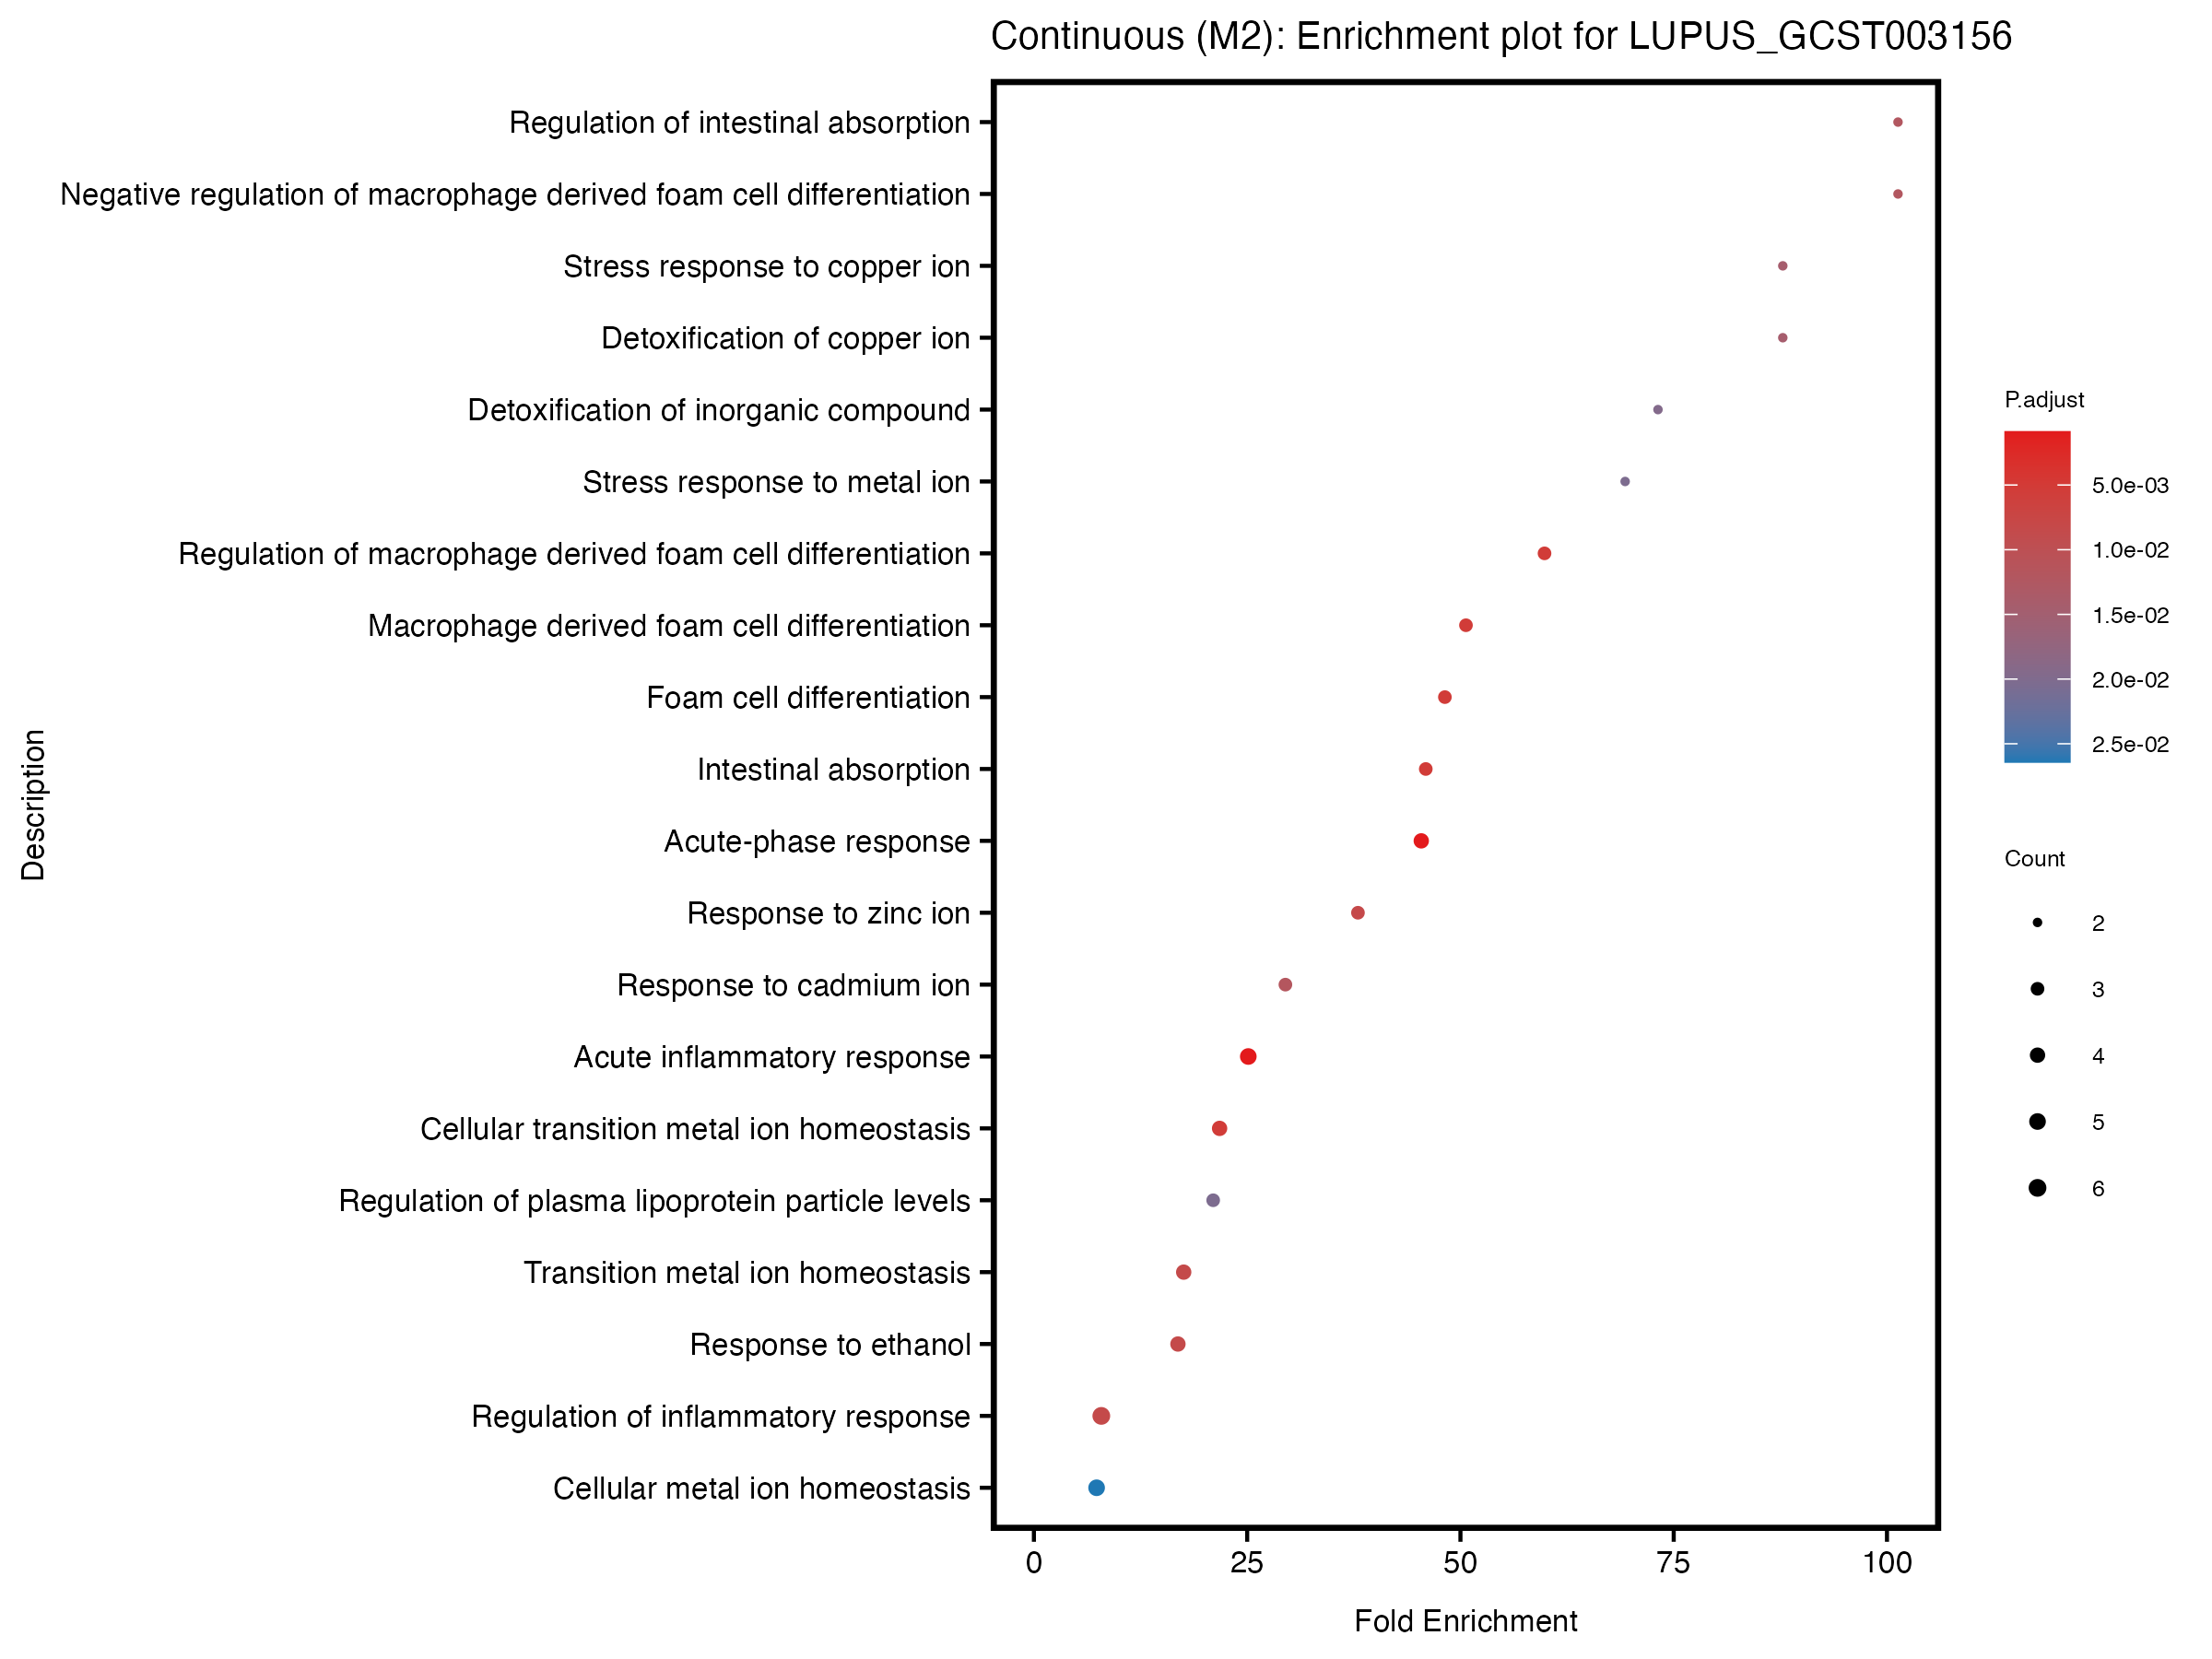 Continuous (M2): Enrichment plot for LUPUS_GCST003156
Regulation of intestinal absorption
Negative regulation of macrophage derived foam cell differentiation
Stress response to copper ion
Detoxification of copper ion
Detoxification of inorganic compound
Stress response to metal ion
Regulation of macrophage derived foam cell differentiation
Macrophage derived foam cell differentiation
Foam cell differentiation
Intestinal absorption
Acute-phase response
Response to zinc ion
Response to cadmium ion
Acute inflammatory response
Cellular transition metal ion homeostasis
Regulation of plasma lipoprotein particle levels
Transition metal ion homeostasis
Response to ethanol
Regulation of inflammatory response
Cellular metal ion homeostasis
Description
0 25 50 75 100
Fold Enrichment
P.adjust
5.0e-03
1.0e-02
1.5e-02
2.0e-02
2.5e-02
Count
2
3
4
5
6